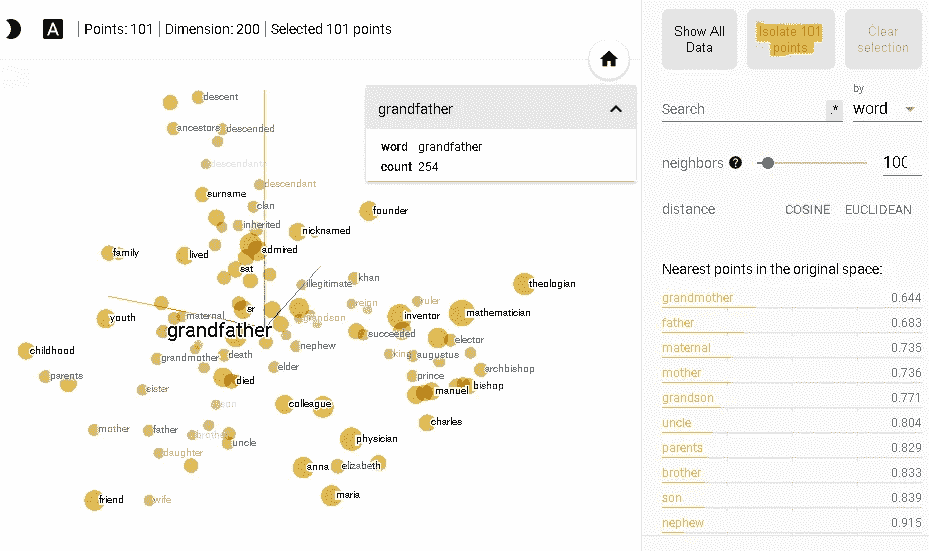 A
Points: 101 | Dimension: 200 | Selected 101 points
Show All Data
Isolate 101 points
Clear selection
grandfather
word grandfather
count 254
Search .* by word
neighbors ? 100
distance COSINE EUCLIDEAN
Nearest points in the original space:
grandmother 0.644
father 0.683
maternal 0.735
mother 0.736
grandson 0.771
uncle 0.804
parents 0.829
brother 0.833
son 0.839
nephew 0.915
descent
ancestors
descended
descendants
descendant
surname
clan
founder
inherited
nicknamed
family
lived
admired
sat
khan
illegitimate
theologian
reign
ruler
sr
youth
maternal
grandson
inventor
mathematician
grandfather
succeeded
elector
childhood
grandmother
death
nephew
king
augustus
parents
elder
prince
archbishop
died
bishop
sister
manuel
colleague
charles
mother
father
brother
uncle
physician
daughter
anna
elizabeth
friend
wife
maria